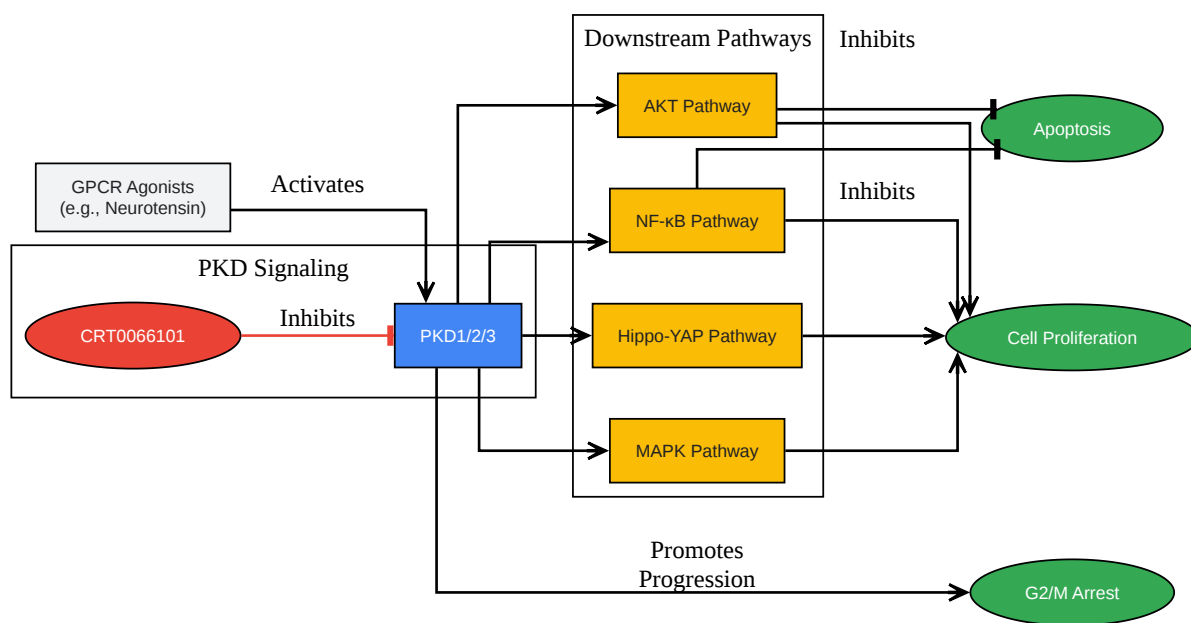 Downstream Pathways
Inhibits
AKT Pathway
Apoptosis
GPCR Agonists
(e.g., Neurotensin)
Activates
Inhibits
NF-κB Pathway
PKD Signaling
CRT0066101
Inhibits
PKD1/2/3
Hippo-YAP Pathway
Cell Proliferation
MAPK Pathway
Promotes
Progression
G2/M Arrest